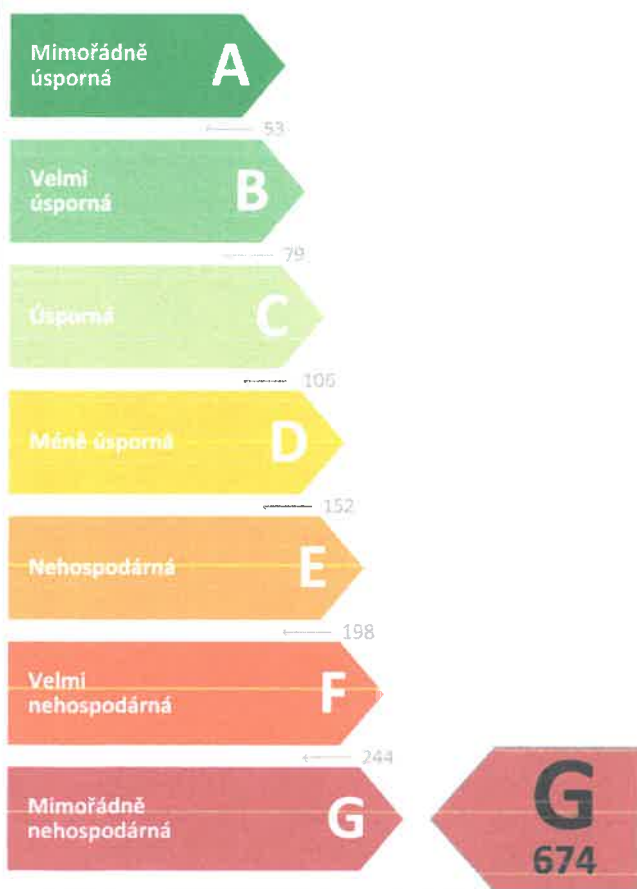 Mimořádně
úsporná
A
53
Velmi
úsporná
B
79
Úsporná
C
106
Méně úsporná
D
152
Nehospodárná
E
198
Velmi
nehospodárná
F
244
Mimořádně
nehospodárná
G
G
674